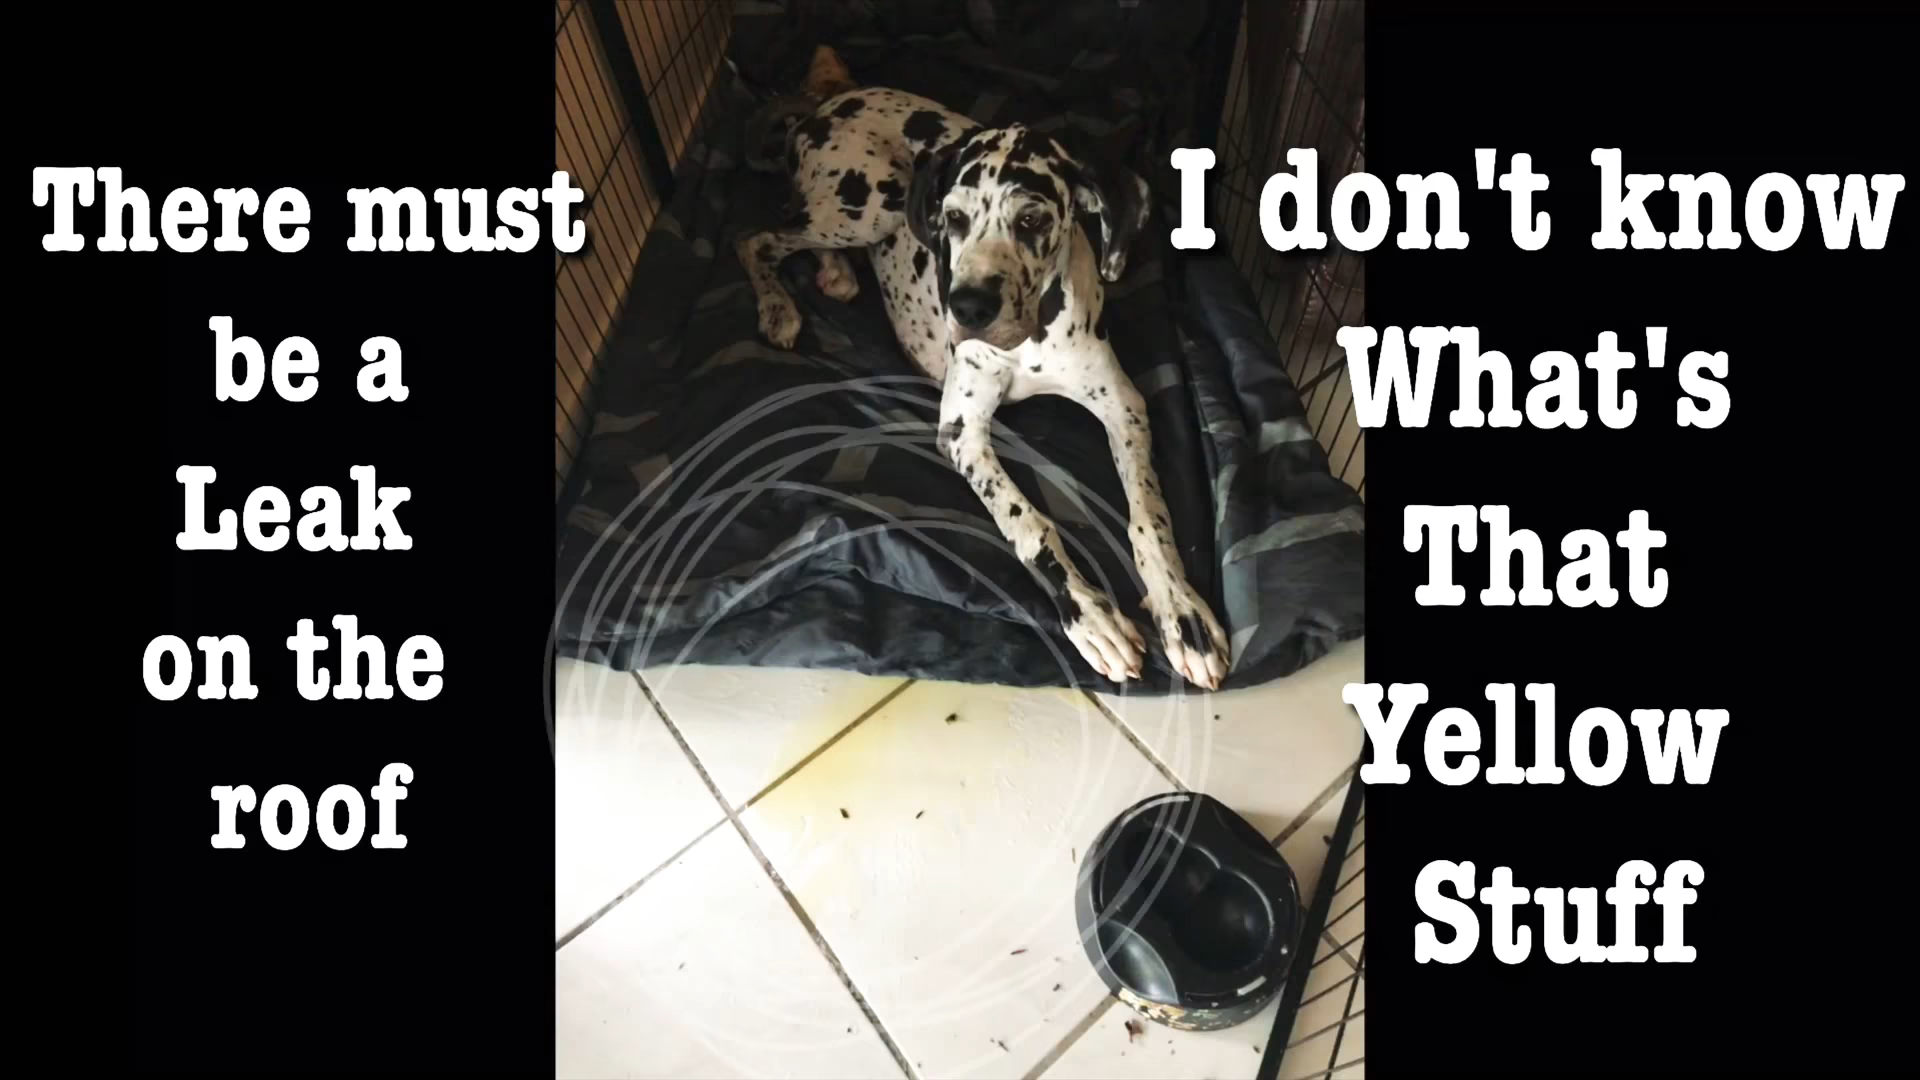 There must
be a
Leak
on the
roof
I don't know
What's
That
Yellow
Stuff